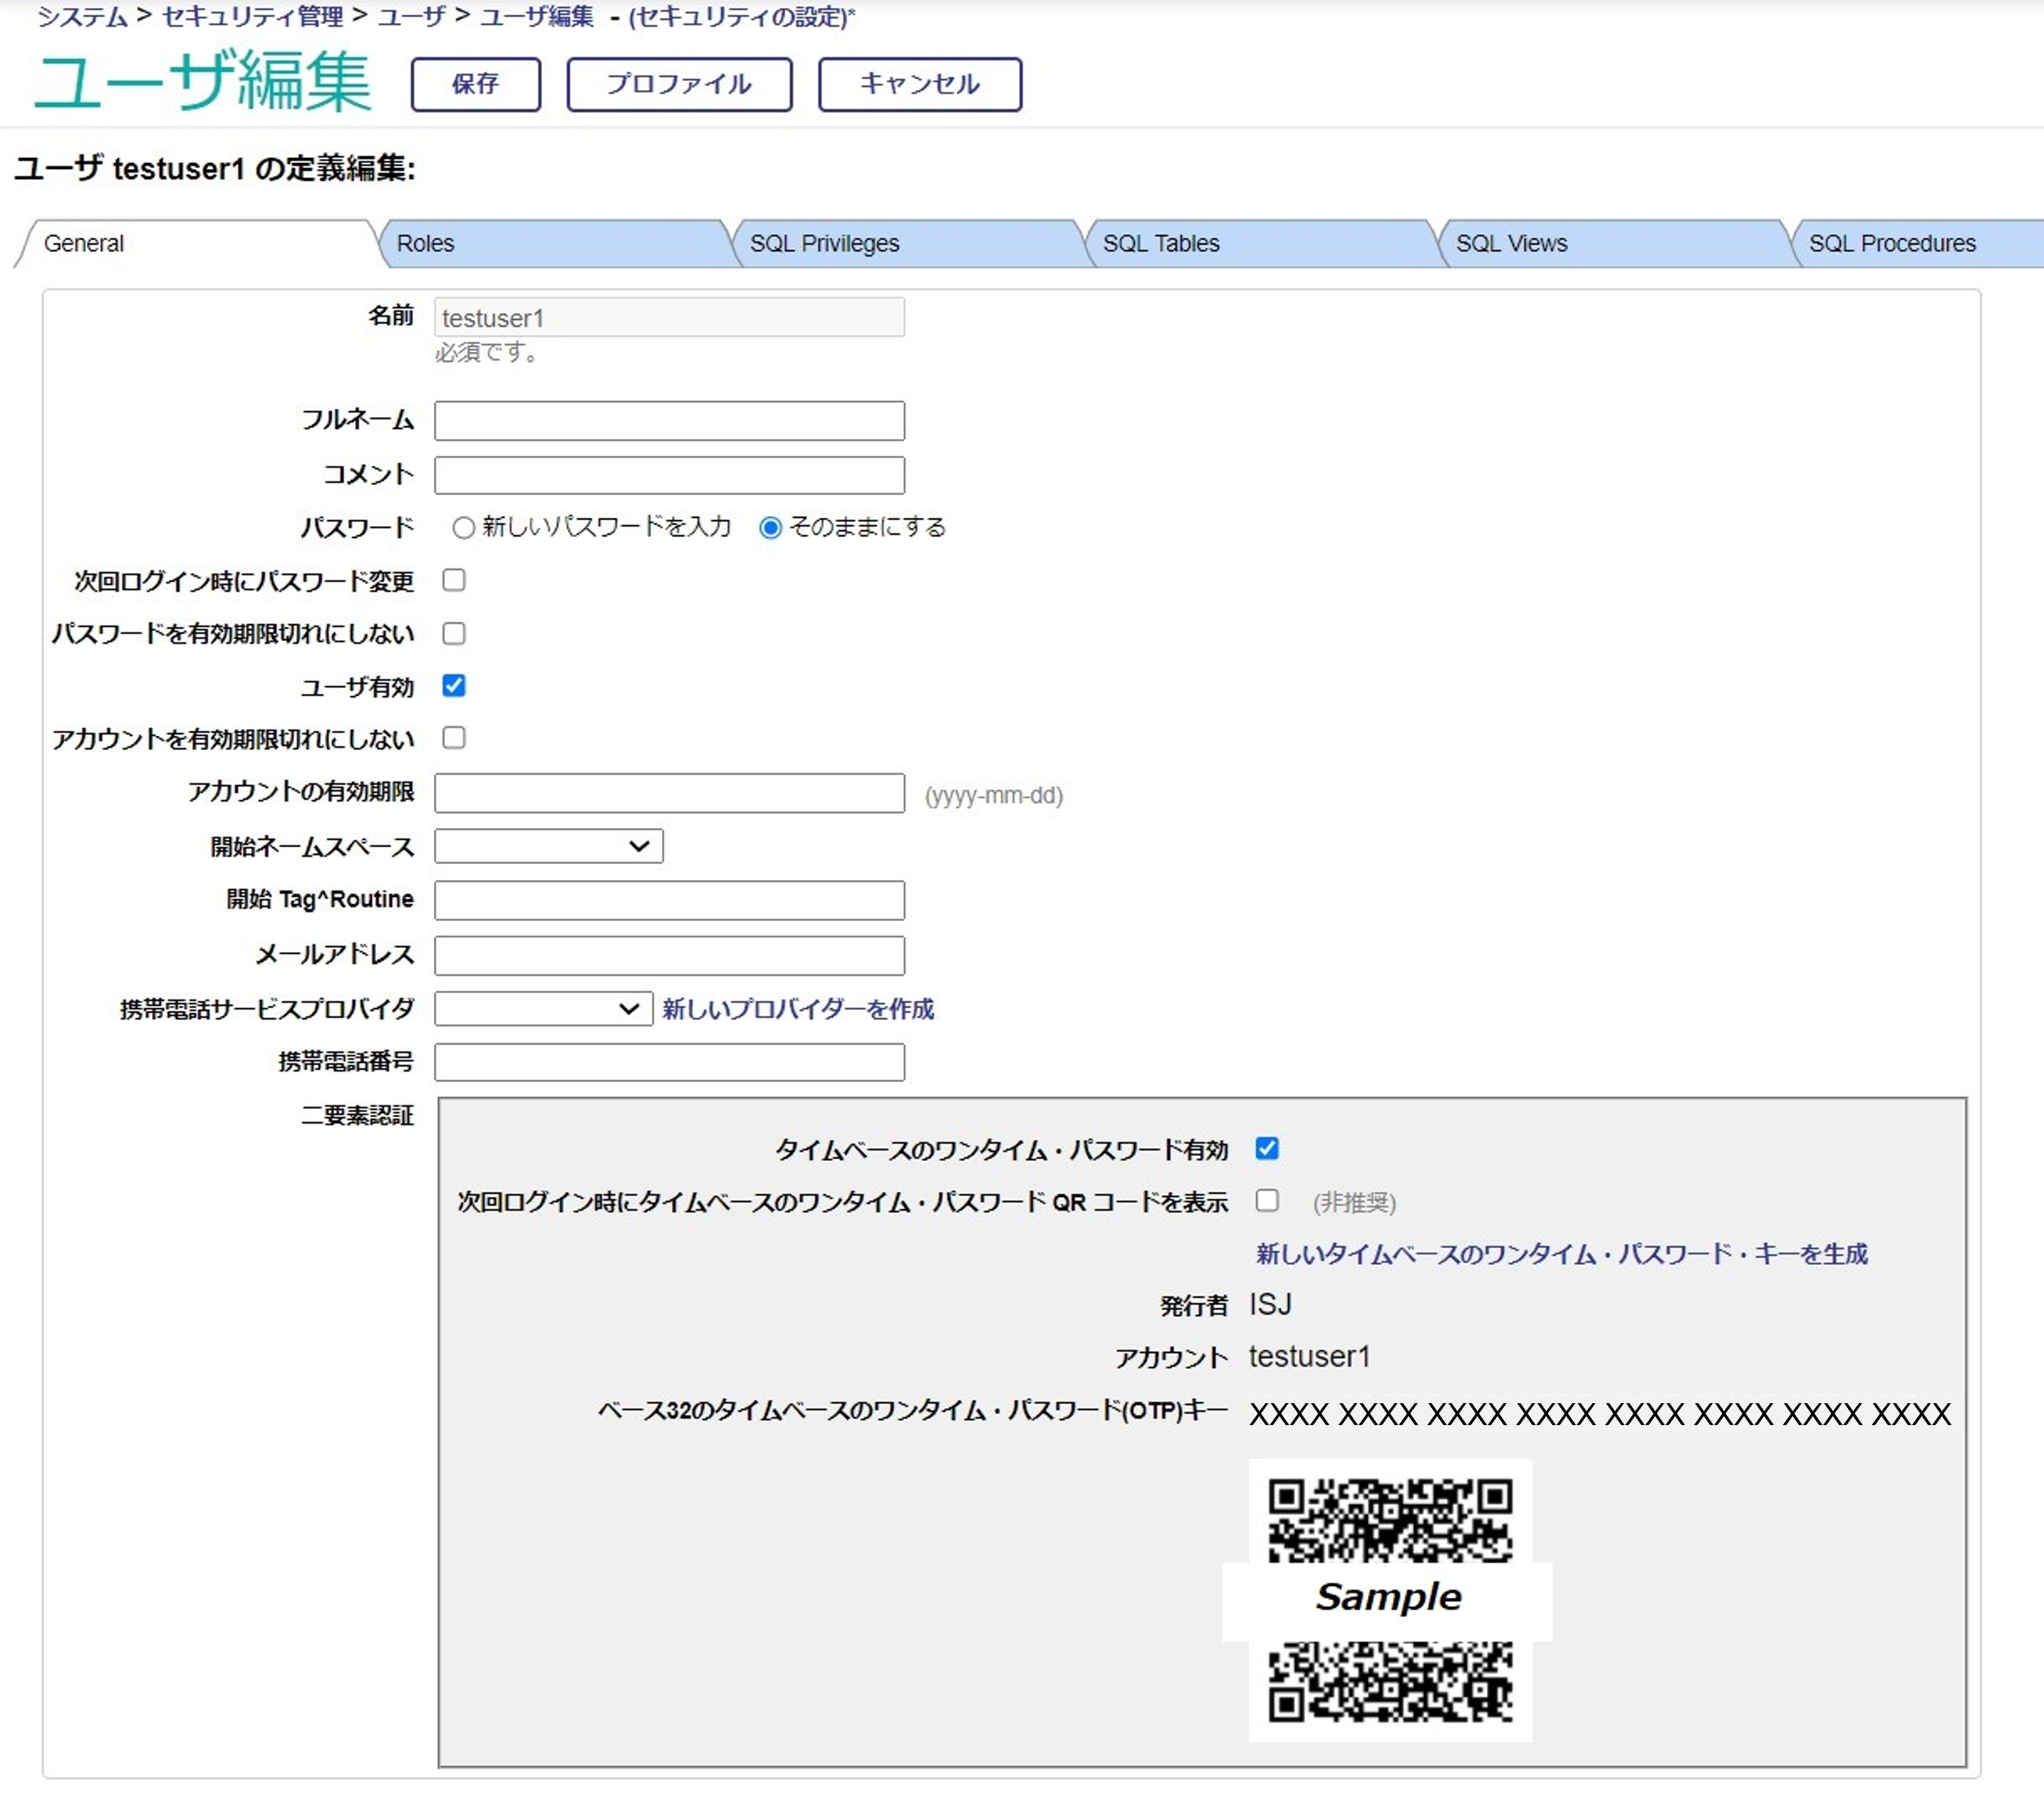 システム > セキュリティ管理 > ユーザ > ユーザ編集 - (セキュリティの設定)*
ユーザ編集 保存 プロファイル キャンセル
ユーザ testuser1 の定義編集:
General Roles SQL Privileges SQL Tables SQL Views SQL Procedures
名前 testuser1
必須です。
フルネーム
コメント
パスワード 新しいパスワードを入力 そのままにする
次回ログイン時にパスワード変更
パスワードを有効期限切れにしない
ユーザ有効
アカウントを有効期限切れにしない
アカウントの有効期限 (yyyy-mm-dd)
開始ネームスペース
開始 Tag^Routine
メールアドレス
携帯電話サービスプロバイダ 新しいプロバイダーを作成
携帯電話番号
二要素認証
タイムベースのワンタイム・パスワード有効
次回ログイン時にタイムベースのワンタイム・パスワード QR コードを表示 (非推奨)
新しいタイムベースのワンタイム・パスワード・キーを生成
発行者 ISJ
アカウント testuser1
ベース32のタイムベースのワンタイム・パスワード(OTP)キー XXXX XXXX XXXX XXXX XXXX XXXX XXXX XXXX
Sample